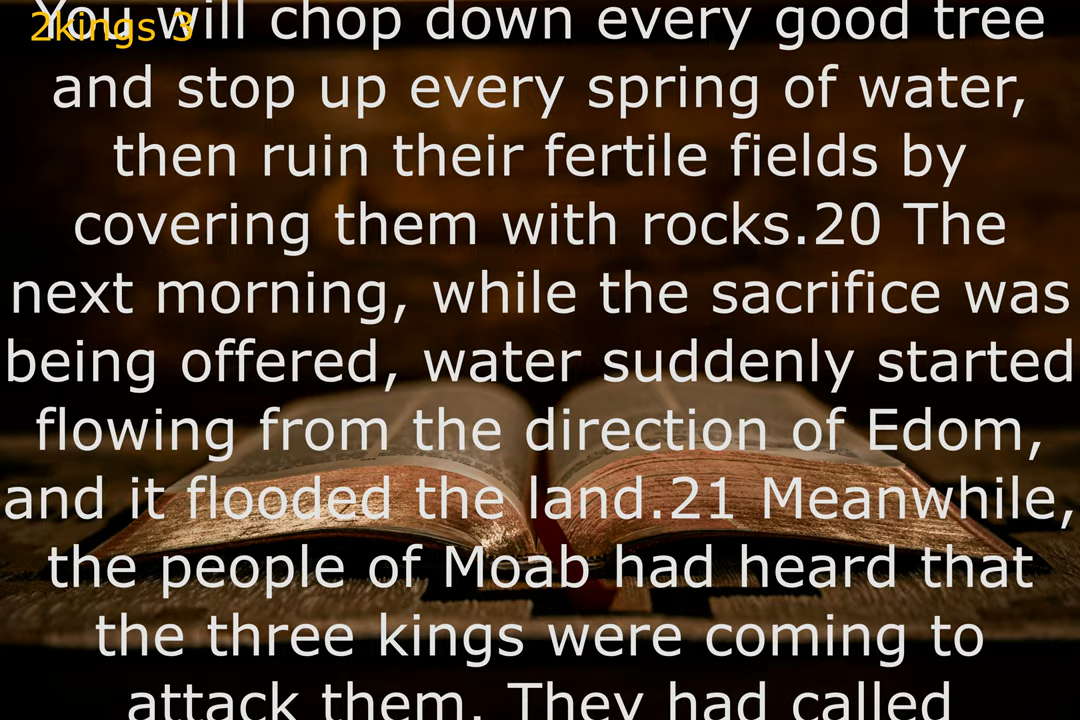 2kings 3
You will chop down every good tree
and stop up every spring of water,
then ruin their fertile fields by
covering them with rocks.20 The
next morning, while the sacrifice was
being offered, water suddenly started
flowing from the direction of Edom,
and it flooded the land.21 Meanwhile,
the people of Moab had heard that
the three kings were coming to
attack them. They had called